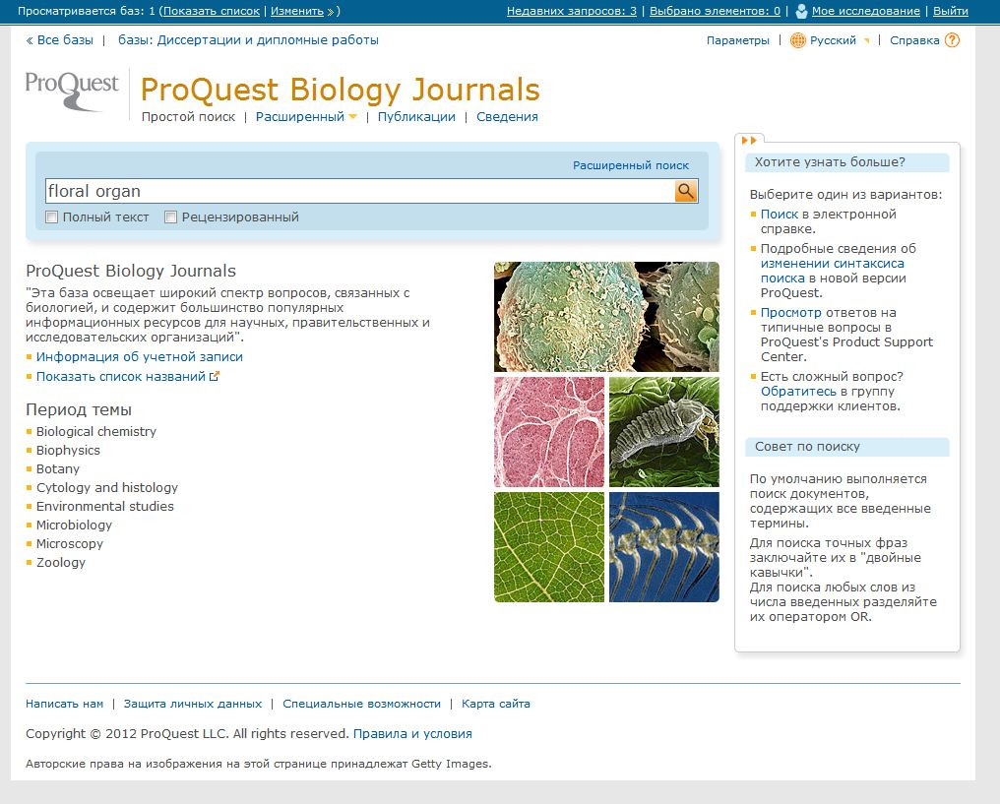 Просматривается баз: 1 (Показать список | Изменить » ) Недавних запросов: 3 | Выбрано элементов: 0 | Мое исследование | Выйти
« Все базы | базы: Диссертации и дипломные работы Параметры | Русский | Справка ?
ProQuest
ProQuest Biology Journals
Простой поиск | Расширенный | Публикации | Сведения
Расширенный поиск
floral organ
Полный текст Рецензированный
ProQuest Biology Journals
"Эта база освещает широкий спектр вопросов, связанных с
биологией, и содержит большинство популярных
информационных ресурсов для научных, правительственных и
исследовательских организаций".
Информация об учетной записи
Показать список названий
Период темы
Biological chemistry
Biophysics
Botany
Cytology and histology
Environmental studies
Microbiology
Microscopy
Zoology
Хотите узнать больше?
Выберите один из вариантов:
Поиск в электронной
справке.
Подробные сведения об
изменении синтаксиса
поиска в новой версии
ProQuest.
Просмотр ответов на
типичные вопросы в
ProQuest's Product Support
Center.
Есть сложный вопрос?
Обратитесь в группу
поддержки клиентов.
Совет по поиску
По умолчанию выполняется
поиск документов,
содержащих все введенные
термины.
Для поиска точных фраз
заключайте их в "двойные
кавычки".
Для поиска любых слов из
числа введенных разделяйте
их оператором OR.
Написать нам | Защита личных данных | Специальные возможности | Карта сайта
Copyright © 2012 ProQuest LLC. All rights reserved. Правила и условия
Авторские права на изображения на этой странице принадлежат Getty Images.